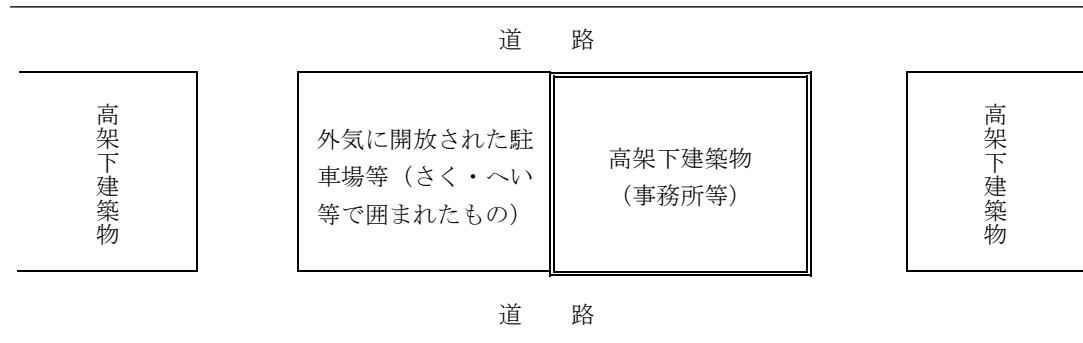 道　路
高架下建築物
外気に開放された駐
車場等（さく・へい
等で囲まれたもの）
高架下建築物
（事務所等）
高架下建築物
道　路